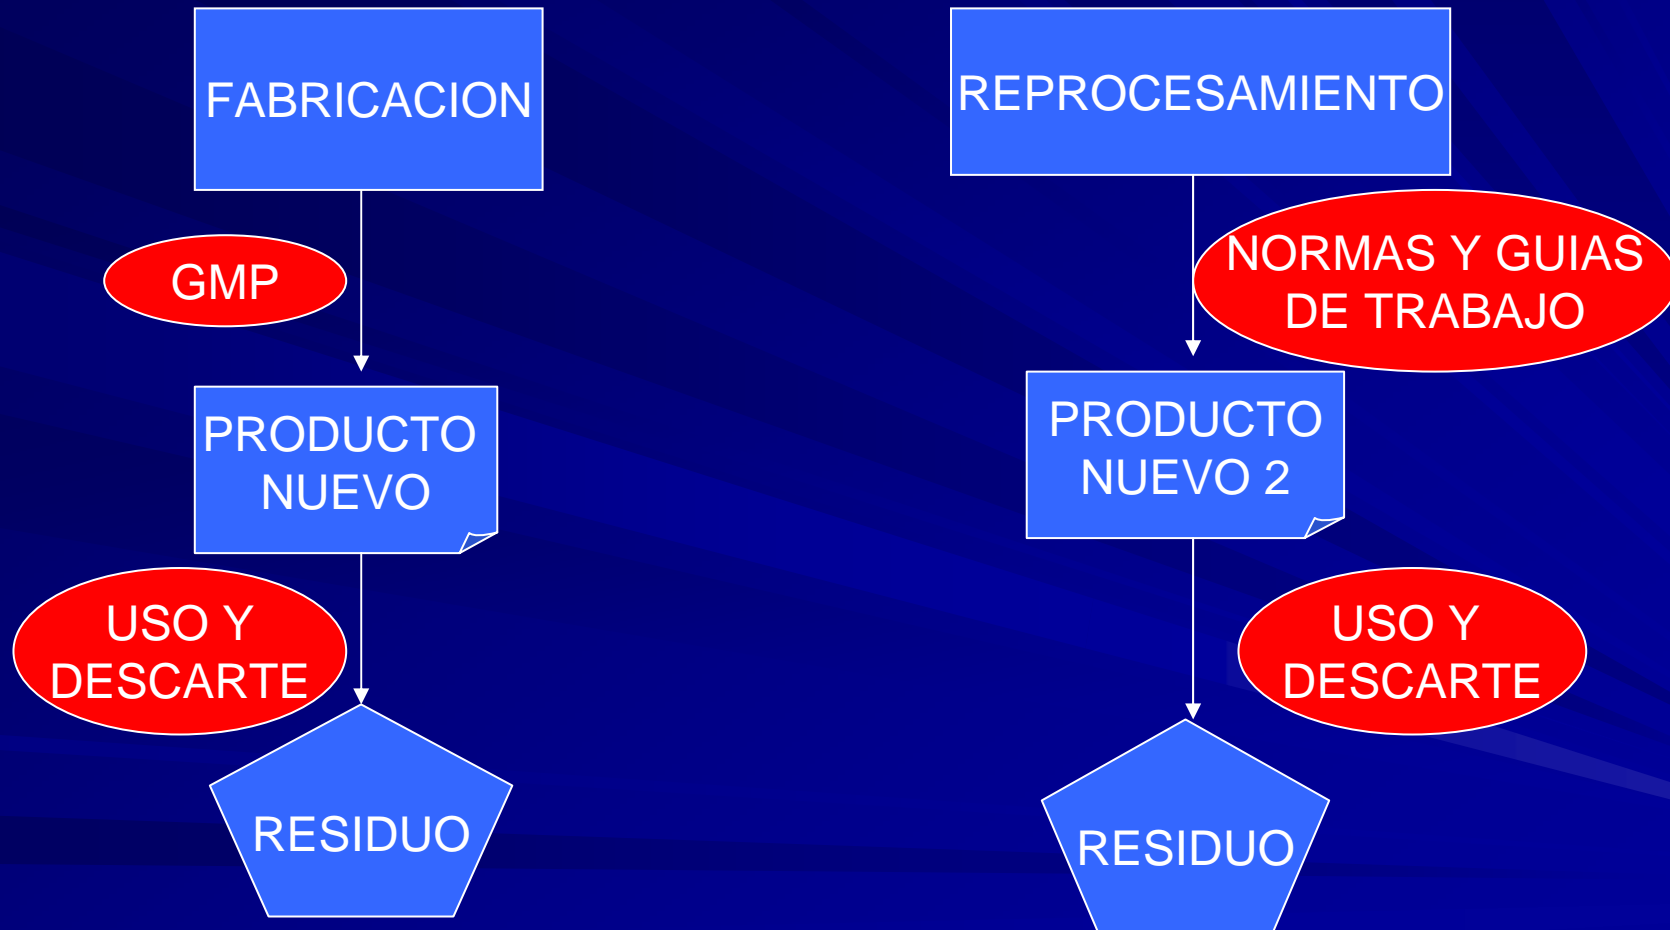 FABRICACION
GMP
PRODUCTO
NUEVO
USO Y
DESCARTE
RESIDUO
REPROCESAMIENTO
NORMAS Y GUIAS
DE TRABAJO
PRODUCTO
NUEVO 2
USO Y
DESCARTE
RESIDUO